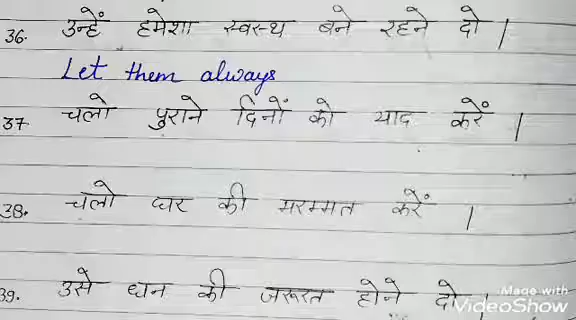 36. उन्हें हमेशा स्वस्थ बने रहने दो |
Let them always
37 चलो पुराने दिनों को याद करें |
38. चलो घर की मरम्मत करें |
39. उसे धन की जरूरत होने दो |
Made with
VideoShow